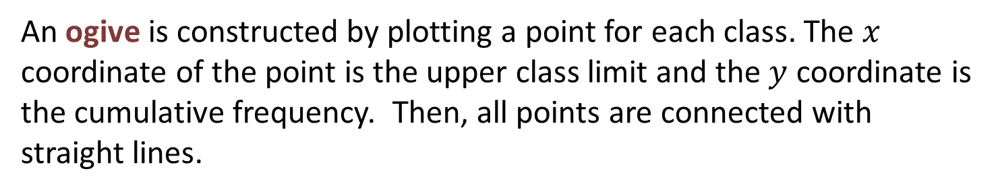 An ogive is constructed by plotting a point for each class. The x
coordinate of the point is the upper class limit and the y coordinate is
the cumulative frequency.  Then, all points are connected with
straight lines.